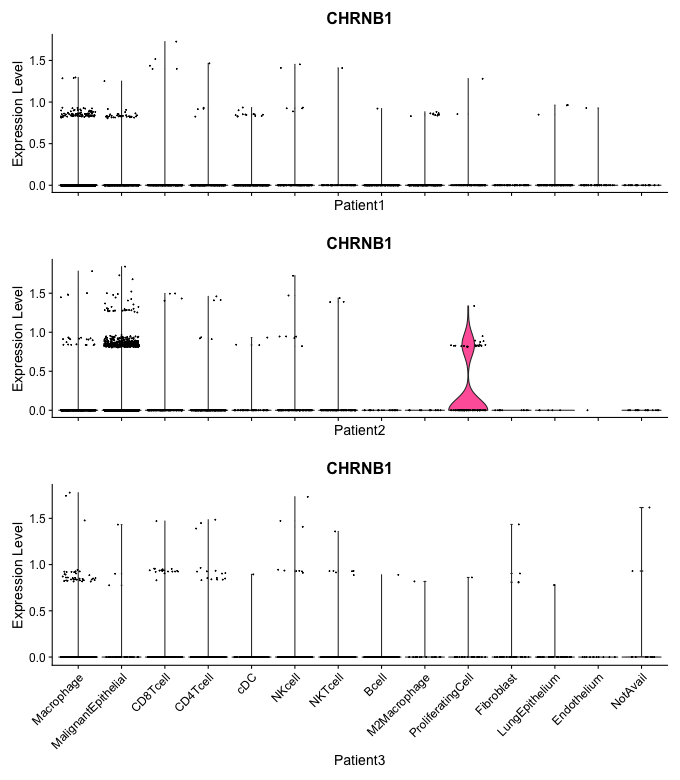 CHRNB1
Expression Level
1.5
1.0
0.5
0.0
Patient1
CHRNB1
Expression Level
1.5
1.0
0.5
0.0
Patient2
CHRNB1
Expression Level
1.5
1.0
0.5
0.0
Macrophage
MalignantEpithelial
CD8Tcell
CD4Tcell
cDC
NKcell
NKTcell
Bcell
M2Macrophage
ProliferatingCell
Fibroblast
LungEpithelium
Endothelium
NotAvail
Patient3